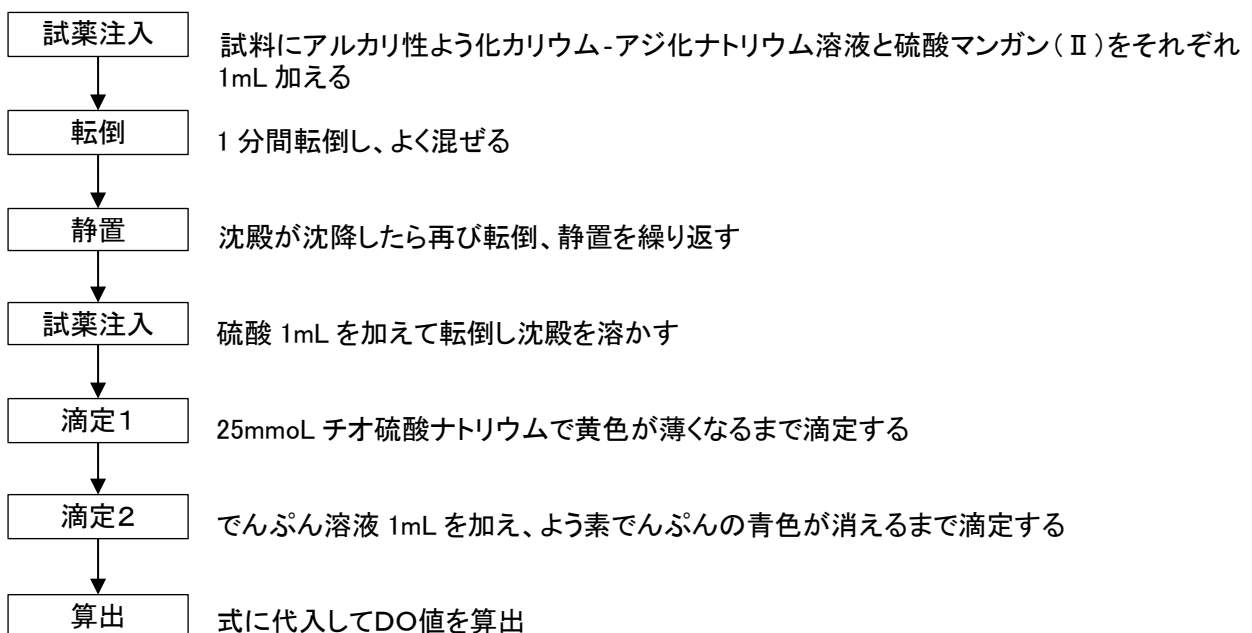 試薬注入
試料にアルカリ性よう化カリウム-アジ化ナトリウム溶液と硫酸マンガン(Ⅱ)をそれぞれ
1mL 加える
転倒
1 分間転倒し、よく混ぜる
静置
沈殿が沈降したら再び転倒、静置を繰り返す
試薬注入
硫酸 1mL を加えて転倒し沈殿を溶かす
滴定1
25mmoL チオ硫酸ナトリウムで黄色が薄くなるまで滴定する
滴定2
でんぷん溶液 1mL を加え、よう素でんぷんの青色が消えるまで滴定する
算出
式に代入してDO値を算出